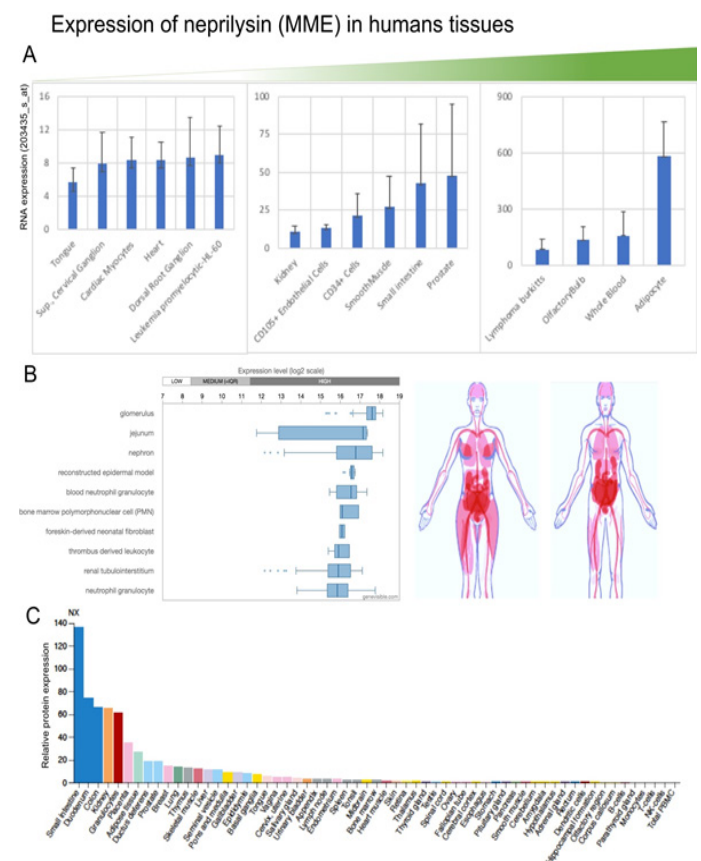 Expression of neprilysin (MME) in humans tissues
A
RNA expression (203435_s_at)
16
12
8
4
0
Tongue
Sup., Cervical Ganglion
Cardiac Myocytes
Heart
Dorsal Root Ganglion
Leukemia promyelocytic-HL-60
100
75
50
25
0
Kidney
CD105+ Endothelial Cells
CD34+ Cells
SmoothMuscle
Small intestine
Prostate
900
600
300
0
Lymphoma burkitts
OlfactoryBulb
Whole Blood
Adipocyte
B
Expression level (log2 scale)
LOW MEDIUM (=IQR) HIGH
7 8 9 10 11 12 13 14 15 16 17 18 19
glomerulus
jejunum
nephron
reconstructed epidermal model
blood neutrophil granulocyte
bone marrow polymorphonuclear cell (PMN)
foreskin-derived neonatal fibroblast
thrombus derived leukocyte
renal tubulointerstitium
neutrophil granulocyte
genevisible.com
C
NX
Relative protein expression
140
120
100
80
60
40
20
0
Small Intestine
Duodenum
Colon
Kidney
Granulocytes
Placenta
Adipose tissue
Ductus deferens
Prostate
Breast
Lung
Thymus
Skeletal muscle
Liver
Seminal vesicle
Pons and medulla
Gallbladder
Epididymis
Basal ganglia
Tongue
Vagina
Cervix, uterine
Salivary gland
Urinary bladder
Appendix
Lymph node
Endometrium
Spleen
Tonsil
Midbrain
Bone marrow
Heart muscle
Skin
Retina
Thalamus
Thyroid gland
Testis
Spinal cord
Ovary
Fallopian tube
Cerebral cortex
Esophagus
Stomach
Pituitary gland
Pancreas
Smooth muscle
Cerebellum
Amygdala
Hypothalamus
Adrenal gland
Rectum
Dendritic cells
Hippocampal formation
Olfactory region
Corpus callosum
B-cells
Parathyroid gland
Monocytes
T-cells
NK-cells
Total PBMC